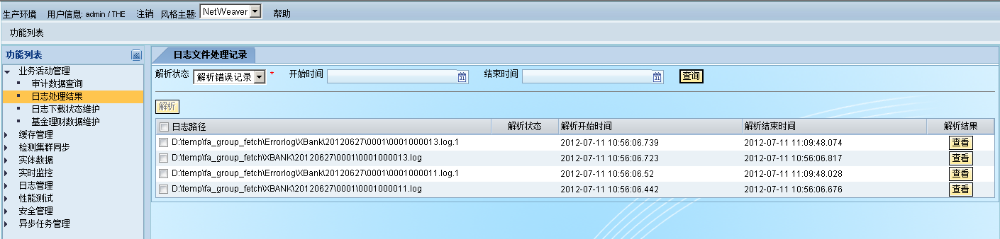 生产环境 用户信息: admin / THE 注销 风格主题: NetWeaver 帮助
功能列表
功能列表
业务活动管理
审计数据查询
日志处理结果
日志下载状态维护
基金理财数据维护
缓存管理
检测集群同步
实体数据
实时监控
日志管理
性能测试
安全管理
异步任务管理
日志文件处理记录
解析状态 解析错误记录 * 开始时间 31 结束时间 31 查询
解析
日志路径 解析状态 解析开始时间 解析结束时间 解析结果
D:\temp\fa_group_fetch\Errorlog\XBank\20120627\0001\0001000013.log.1 2012-07-11 10:56:06.739 2012-07-11 11:09:48.074 查看
D:\temp\fa_group_fetch\XBANK\20120627\0001\0001000013.log 2012-07-11 10:56:06.723 2012-07-11 10:56:06.817 查看
D:\temp\fa_group_fetch\Errorlog\XBank\20120627\0001\0001000011.log.1 2012-07-11 10:56:06.52 2012-07-11 11:09:48.028 查看
D:\temp\fa_group_fetch\XBANK\20120627\0001\0001000011.log 2012-07-11 10:56:06.442 2012-07-11 10:56:06.676 查看